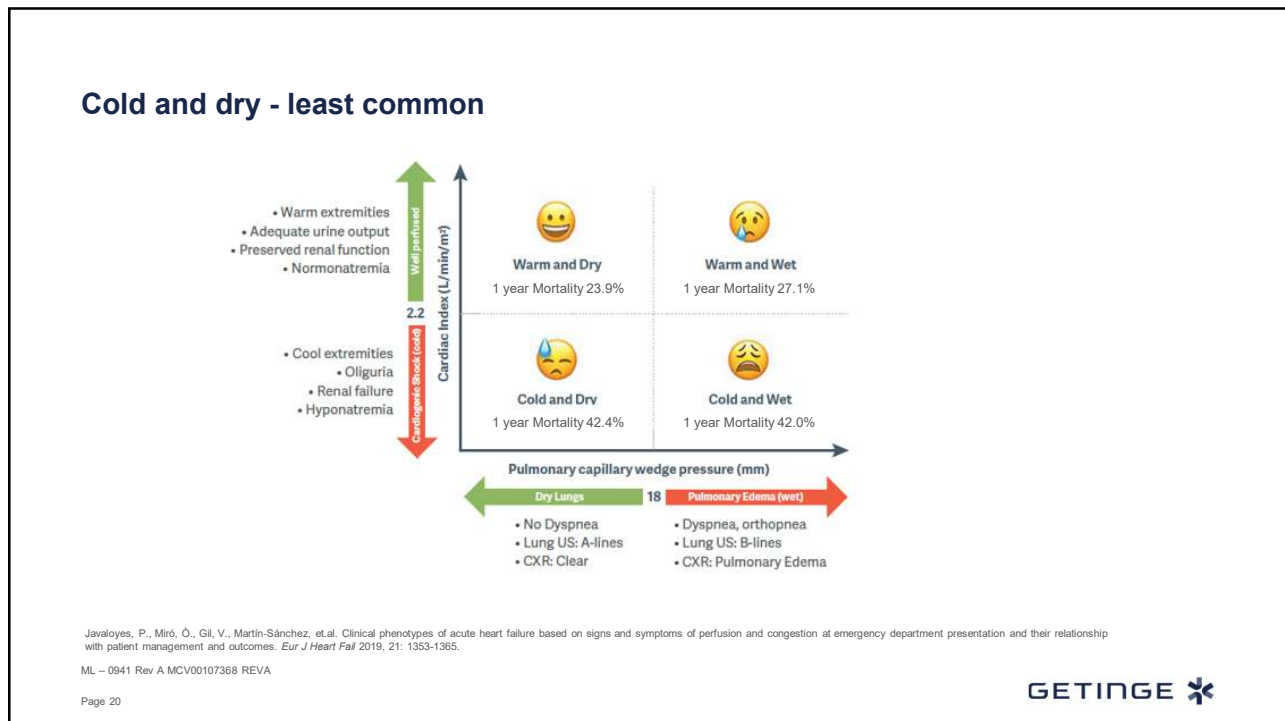 Cold and dry - least common
• Warm extremities
• Adequate urine output
• Preserved renal function
• Normonatremia
Well perfused
2.2
Cardiogenic Shock (cold)
• Cool extremities
• Oliguria
• Renal failure
• Hyponatremia
Cardiac Index (L/min/m²)
Warm and Dry
1 year Mortality 23.9%
Warm and Wet
1 year Mortality 27.1%
Cold and Dry
1 year Mortality 42.4%
Cold and Wet
1 year Mortality 42.0%
Pulmonary capillary wedge pressure (mm)
Dry Lungs
18
Pulmonary Edema (wet)
• No Dyspnea
• Lung US: A-lines
• CXR: Clear
• Dyspnea, orthopnea
• Lung US: B-lines
• CXR: Pulmonary Edema
Javaloyes, P., Miró, Ò., Gil, V., Martín-Sánchez, et.al. Clinical phenotypes of acute heart failure based on signs and symptoms of perfusion and congestion at emergency department presentation and their relationship
with patient management and outcomes. Eur J Heart Fail 2019, 21: 1353-1365.
ML – 0941 Rev A MCV00107368 REVA
Page 20
GETINGE